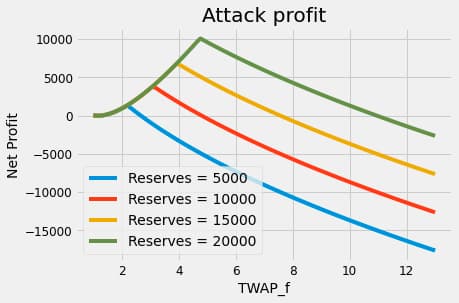 Attack profit
10000
5000
0
−5000
−10000
−15000
Net Profit
Reserves = 5000
Reserves = 10000
Reserves = 15000
Reserves = 20000
2 4 6 8 10 12
TWAP_f